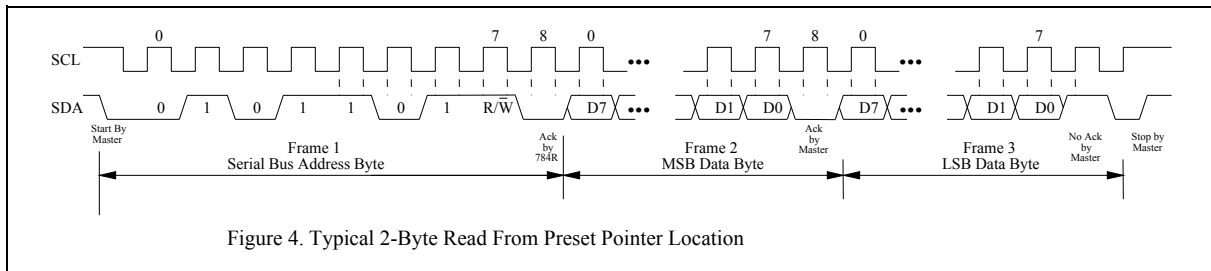 0 7 8 0 7 8 0 7
SCL
SDA 0 1 0 1 1 0 1 R/W̅ D7 ••• D1 D0 D7 ••• D1 D0
Start By
Master
Ack
by
784R
Ack
by
Master
No Ack
by
Master
Stop by
Master
Frame 1
Serial Bus Address Byte
Frame 2
MSB Data Byte
Frame 3
LSB Data Byte
Figure 4. Typical 2-Byte Read From Preset Pointer Location